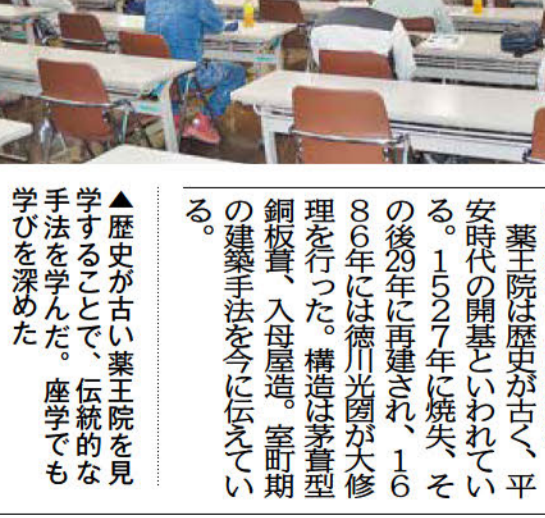 薬王院は歴史が古く、平
安時代の開基といわれてい
る。1527年に焼失、そ
の後29年に再建され、16
86年には徳川光圀が大修
理を行った。構造は茅葺型
銅板葺、入母屋造。室町期
の建築手法を今に伝えてい
る。
▲歴史が古い薬王院を見
学することで、伝統的な
手法を学んだ。座学でも
学びを深めた